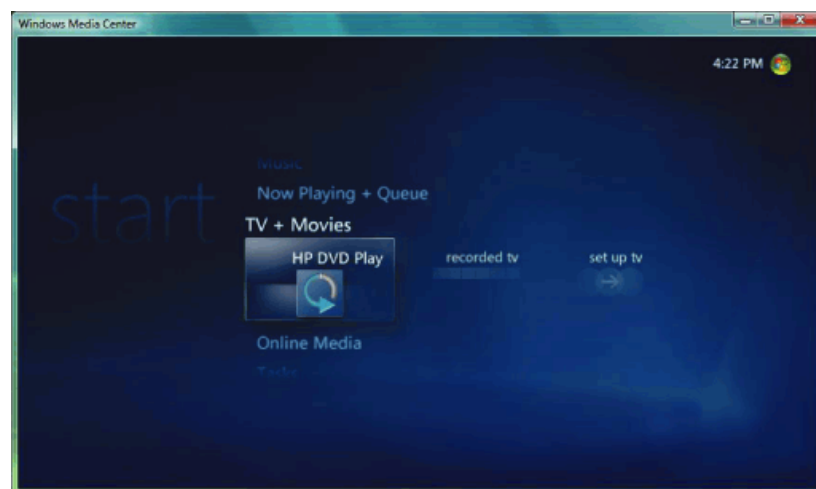 Windows Media Center
4:22 PM
Music
Now Playing + Queue
start
TV + Movies
HP DVD Play
recorded tv
set up tv
Online Media
Tasks